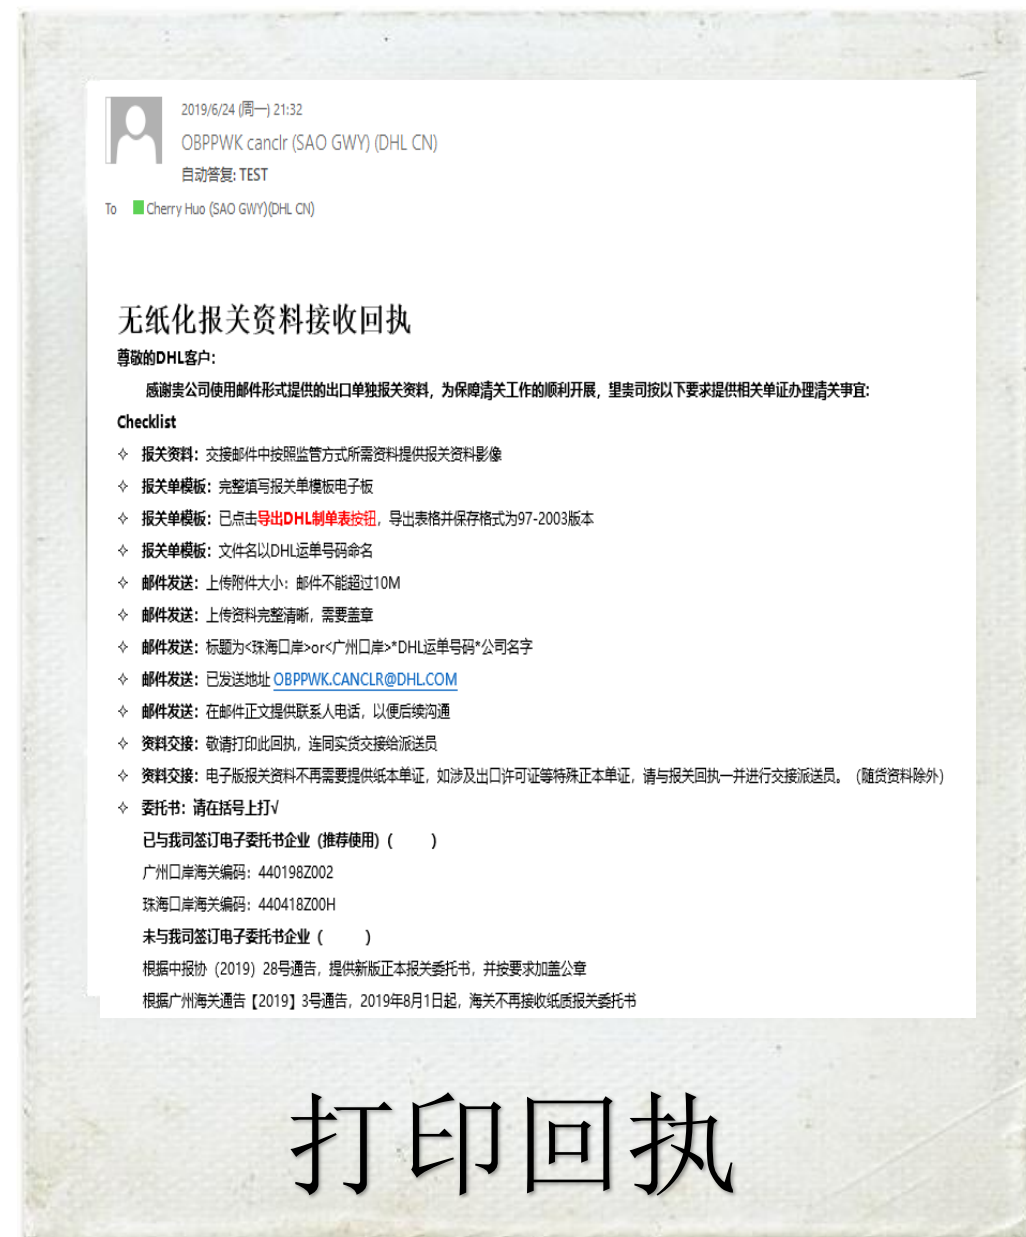 2019/6/24 (周一) 21:32
OBPPWK canclr (SAO GWY) (DHL CN)
自动答复: TEST
To Cherry Huo (SAO GWY)(DHL CN)
无纸化报关资料接收回执
尊敬的DHL客户：
感谢贵公司使用邮件形式提供的出口单独报关资料，为保障清关工作的顺利开展，望贵司按以下要求提供相关单证办理清关事宜:
Checklist
✧ 报关资料：交接邮件中按照监管方式所需资料提供报关资料影像
✧ 报关单模板：完整填写报关单模板电子板
✧ 报关单模板：已点击导出DHL制单表按钮，导出表格并保存格式为97-2003版本
✧ 报关单模板：文件名以DHL运单号码命名
✧ 邮件发送：上传附件大小：邮件不能超过10M
✧ 邮件发送：上传资料完整清晰，需要盖章
✧ 邮件发送：标题为<珠海口岸>or<广州口岸>*DHL运单号码*公司名字
✧ 邮件发送：已发送地址 OBPPWK.CANCLR@DHL.COM
✧ 邮件发送：在邮件正文提供联系人电话，以便后续沟通
✧ 资料交接：敬请打印此回执，连同实货交接给派送员
✧ 资料交接：电子版报关资料不再需要提供纸本单证，如涉及出口许可证等特殊正本单证，请与报关回执一并进行交接派送员。（随货资料除外）
✧ 委托书：请在括号上打√
已与我司签订电子委托书企业（推荐使用）( )
广州口岸海关编码：440198Z002
珠海口岸海关编码：440418Z00H
未与我司签订电子委托书企业 ( )
根据中报协（2019）28号通告，提供新版正本报关委托书，并按要求加盖公章
根据广州海关通告【2019】3号通告，2019年8月1日起，海关不再接收纸质报关委托书
打印回执